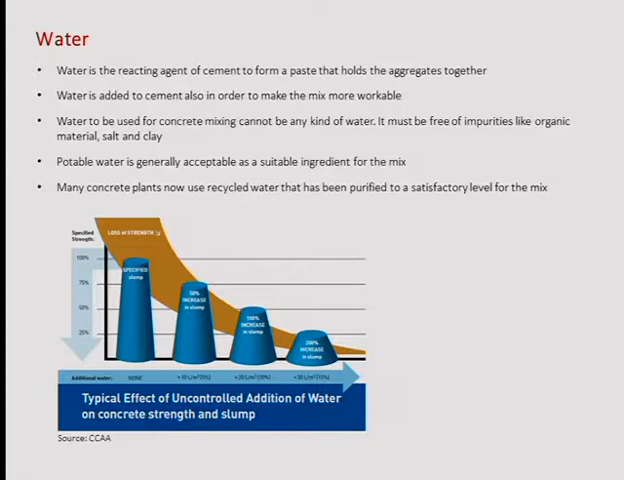 Water
• Water is the reacting agent of cement to form a paste that holds the aggregates together
• Water is added to cement also in order to make the mix more workable
• Water to be used for concrete mixing cannot be any kind of water. It must be free of impurities like organic
material, salt and clay
• Potable water is generally acceptable as a suitable ingredient for the mix
• Many concrete plants now use recycled water that has been purified to a satisfactory level for the mix
Specified
Strength:
LOSS of STRENGTH
100%
75%
50%
25%
SPECIFIED
slump
50%
INCREASE
in slump
100%
INCREASE
in slump
200%
INCREASE
in slump
Additional water: NONE
Typical Effect of Uncontrolled Addition of Water
on concrete strength and slump
Source: CCAA